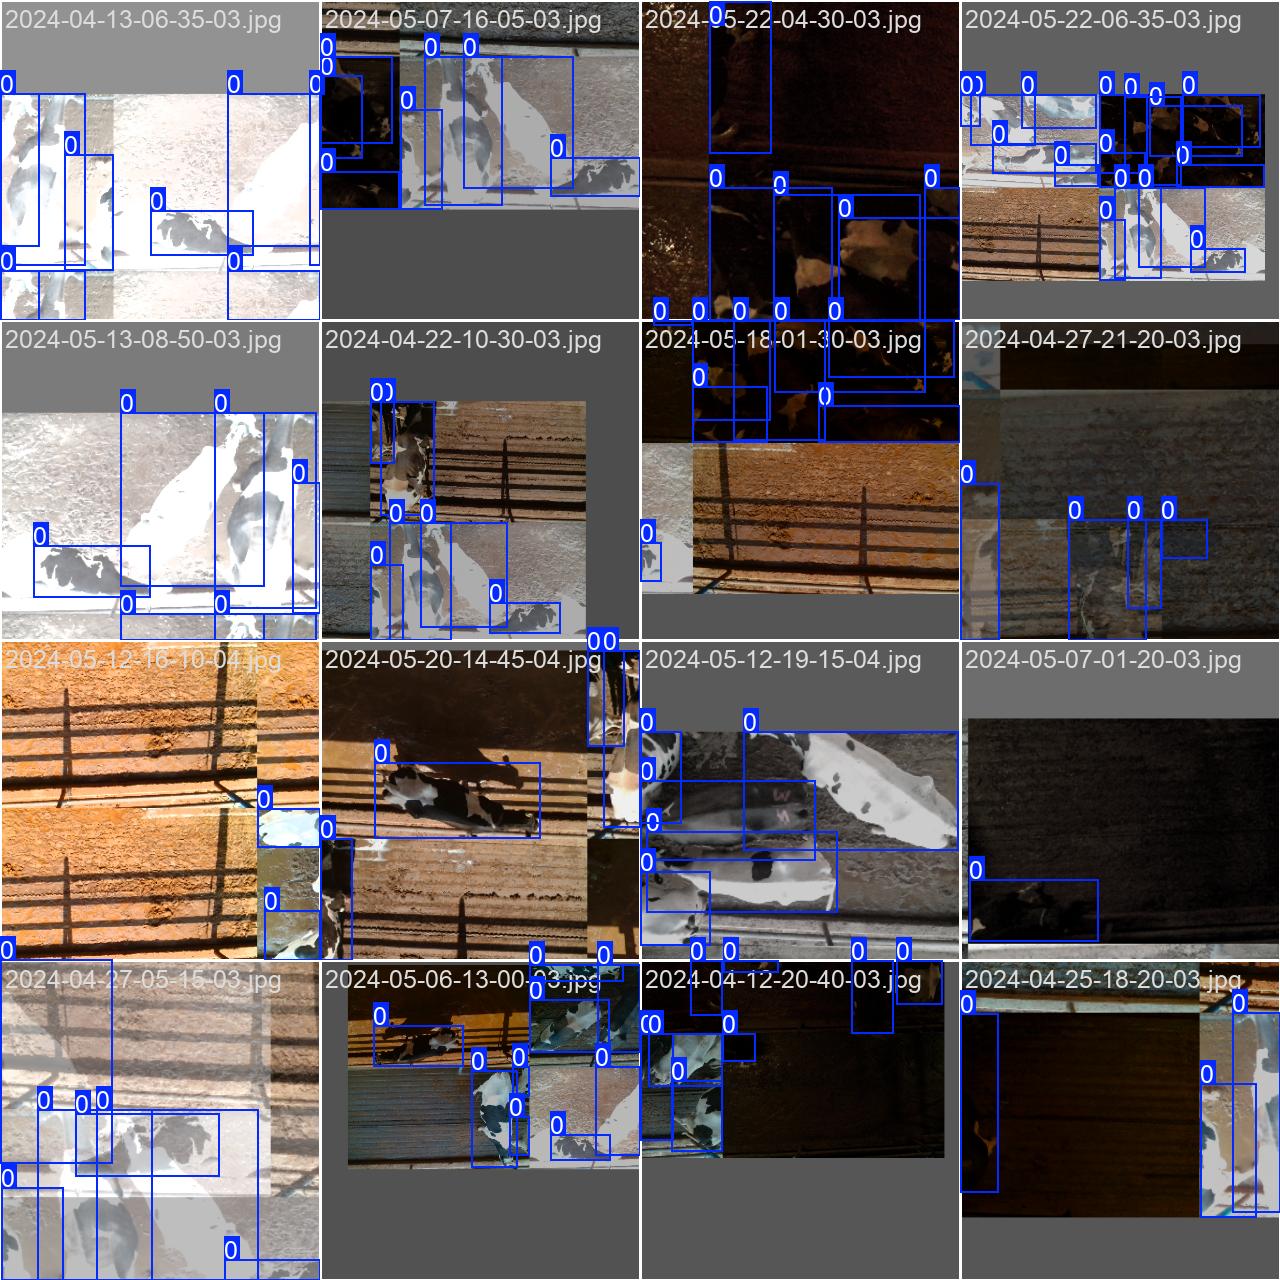 2024-04-13-06-35-03.jpg
2024-05-07-16-05-03.jpg
2024-05-22-04-30-03.jpg
2024-05-22-06-35-03.jpg
2024-05-13-08-50-03.jpg
2024-04-22-10-30-03.jpg
2024-05-18-01-30-03.jpg
2024-04-27-21-20-03.jpg
2024-05-12-16-10-04.jpg
2024-05-20-14-45-04.jpg
2024-05-12-19-15-04.jpg
2024-05-07-01-20-03.jpg
2024-04-27-05-15-03.jpg
2024-05-06-13-00-03.jpg
2024-04-12-20-40-03.jpg
2024-04-25-18-20-03.jpg